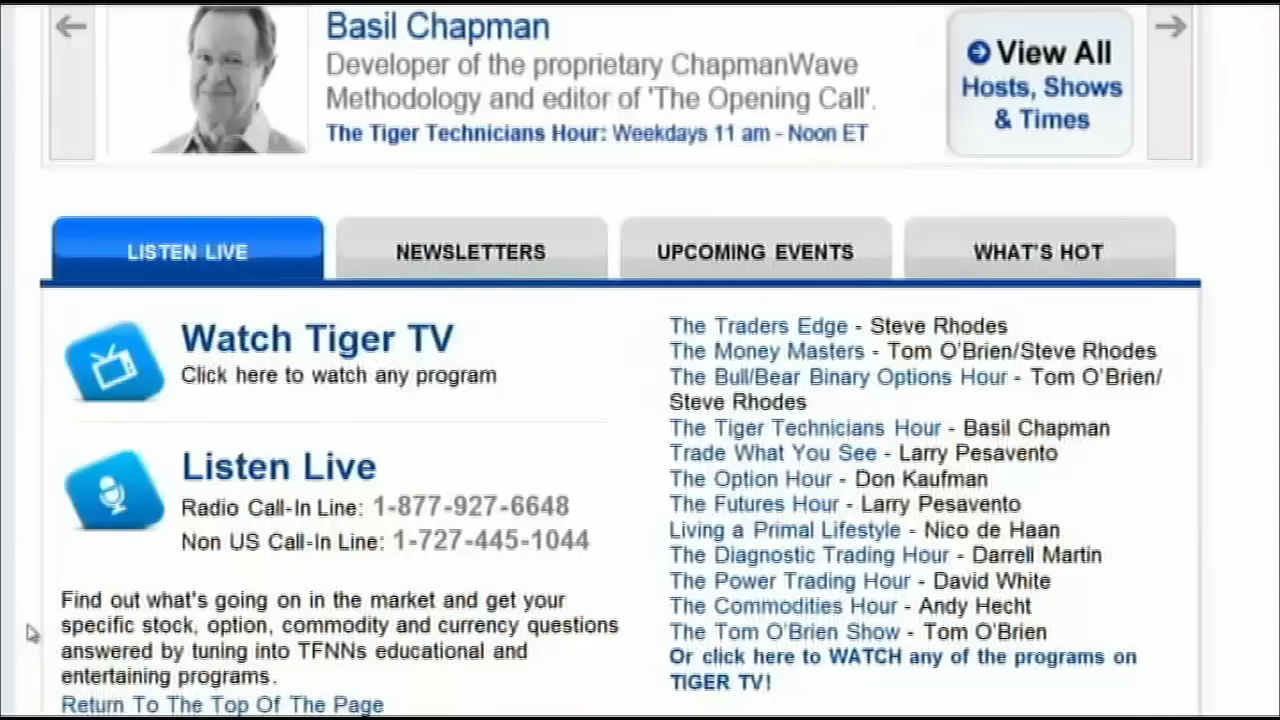 Basil Chapman
Developer of the proprietary ChapmanWave
Methodology and editor of 'The Opening Call'.
The Tiger Technicians Hour: Weekdays 11 am - Noon ET
View All
Hosts, Shows
& Times
LISTEN LIVE
NEWSLETTERS
UPCOMING EVENTS
WHAT'S HOT
Watch Tiger TV
Click here to watch any program
Listen Live
Radio Call-In Line: 1-877-927-6648
Non US Call-In Line: 1-727-445-1044
Find out what's going on in the market and get your
specific stock, option, commodity and currency questions
answered by tuning into TFNNs educational and
entertaining programs.
Return To The Top Of The Page
The Traders Edge - Steve Rhodes
The Money Masters - Tom O'Brien/Steve Rhodes
The Bull/Bear Binary Options Hour - Tom O'Brien/
Steve Rhodes
The Tiger Technicians Hour - Basil Chapman
Trade What You See - Larry Pesavento
The Option Hour - Don Kaufman
The Futures Hour - Larry Pesavento
Living a Primal Lifestyle - Nico de Haan
The Diagnostic Trading Hour - Darrell Martin
The Power Trading Hour - David White
The Commodities Hour - Andy Hecht
The Tom O'Brien Show - Tom O'Brien
Or click here to WATCH any of the programs on
TIGER TV!